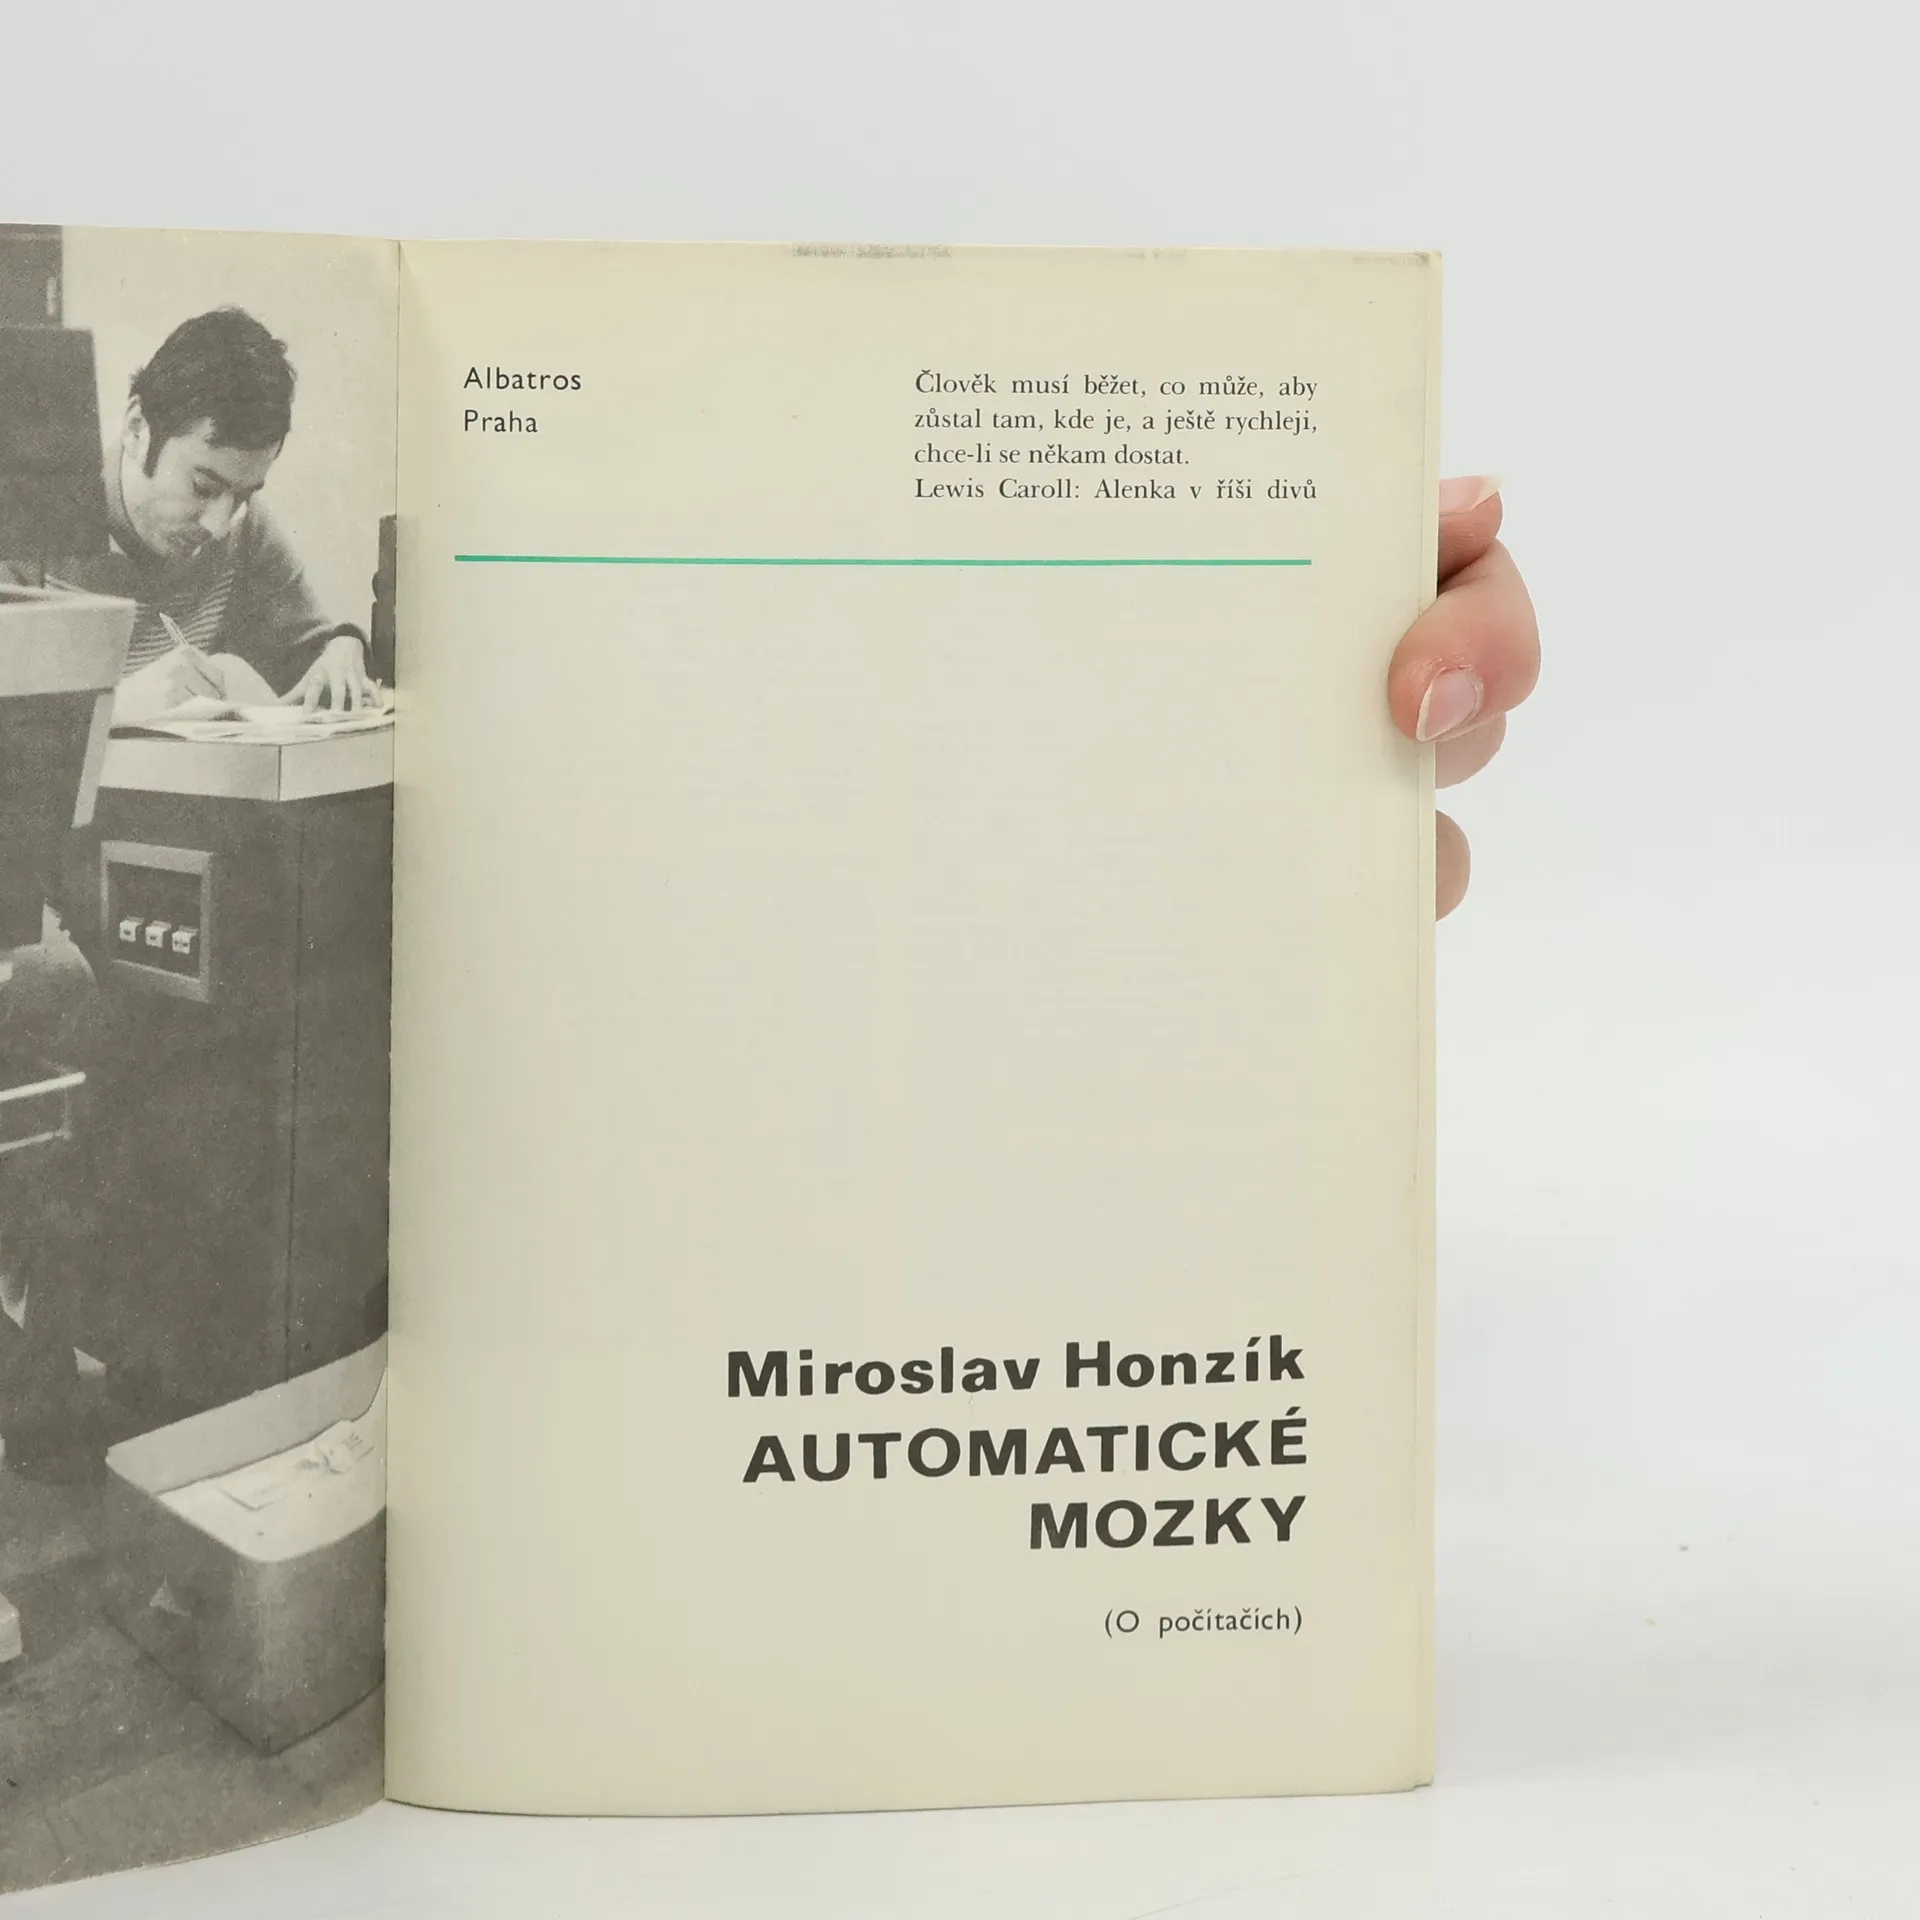 Albatros
Praha
Člověk musí běžet, co může, aby
zůstal tam, kde je, a ještě rychleji,
chce-li se někam dostat.
Lewis Caroll: Alenka v říši divů
Miroslav Honzík
AUTOMATICKÉ
MOZKY
(O počítačích)